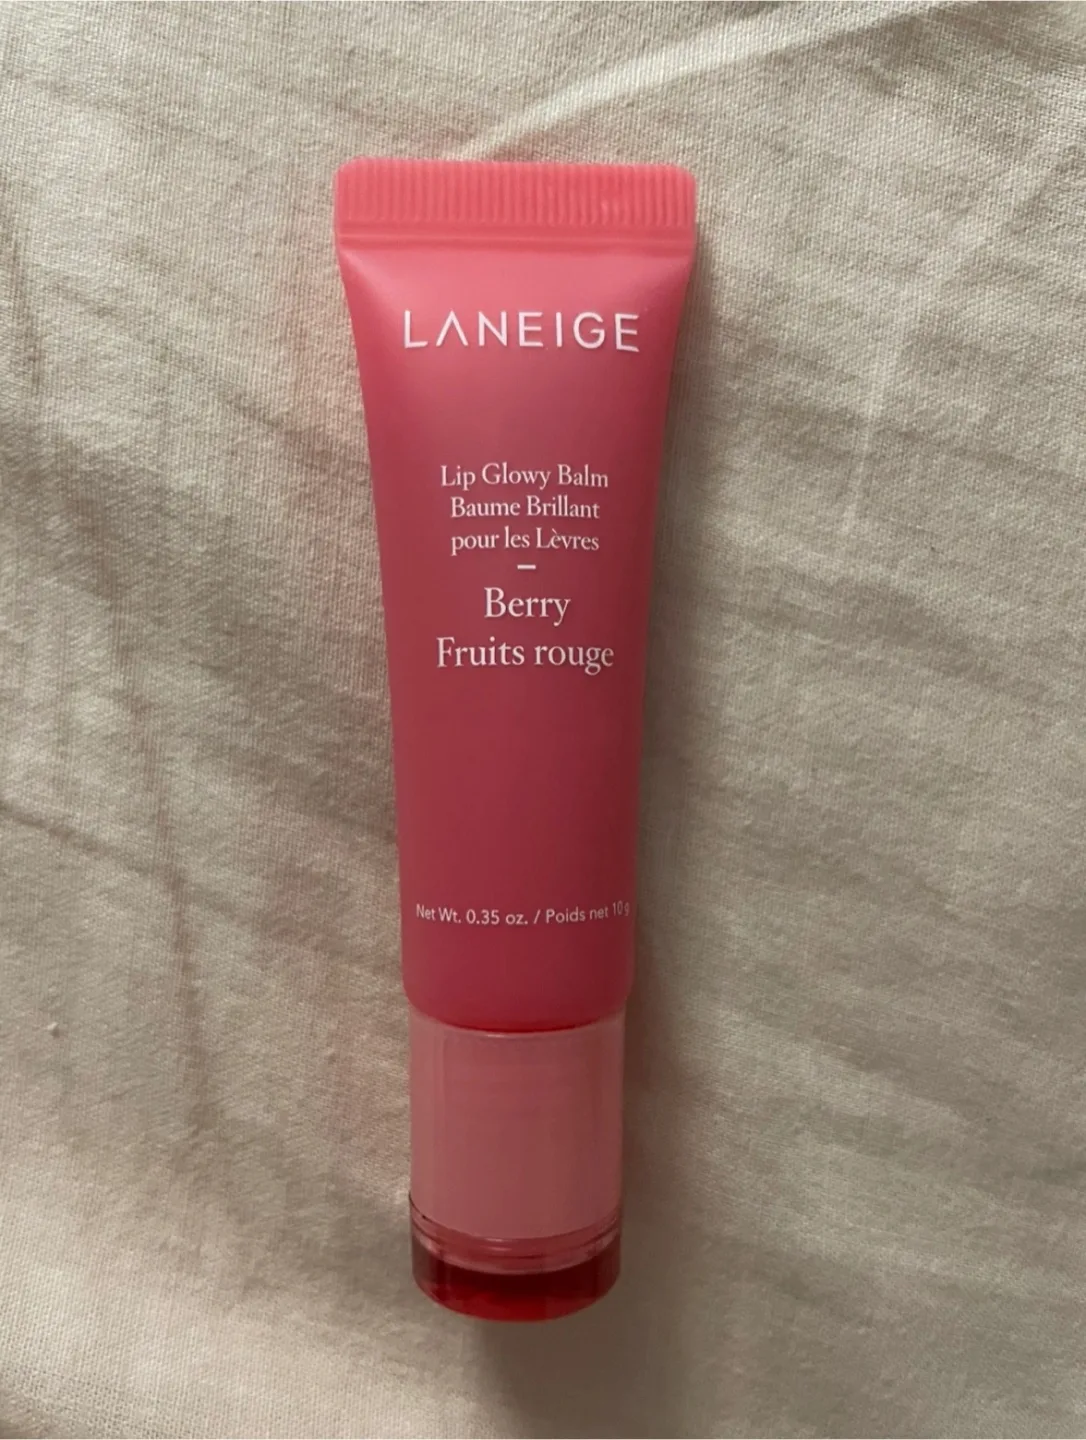 LANEIGE
Lip Glowy Balm
Baume Brillant
pour les Lèvres
Berry
Fruits rouge
Net Wt. 0.35 oz. / Poids net 10 g